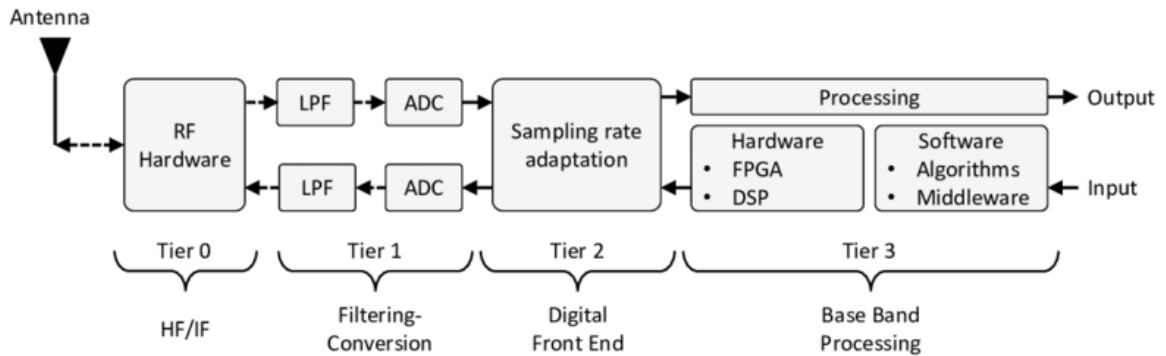 Antenna
RF
Hardware
LPF
ADC
LPF
ADC
Sampling rate
adaptation
Processing
Output
Hardware
• FPGA
• DSP
Software
• Algorithms
• Middleware
Input
Tier 0
Tier 1
Tier 2
Tier 3
HF/IF
Filtering-
Conversion
Digital
Front End
Base Band
Processing